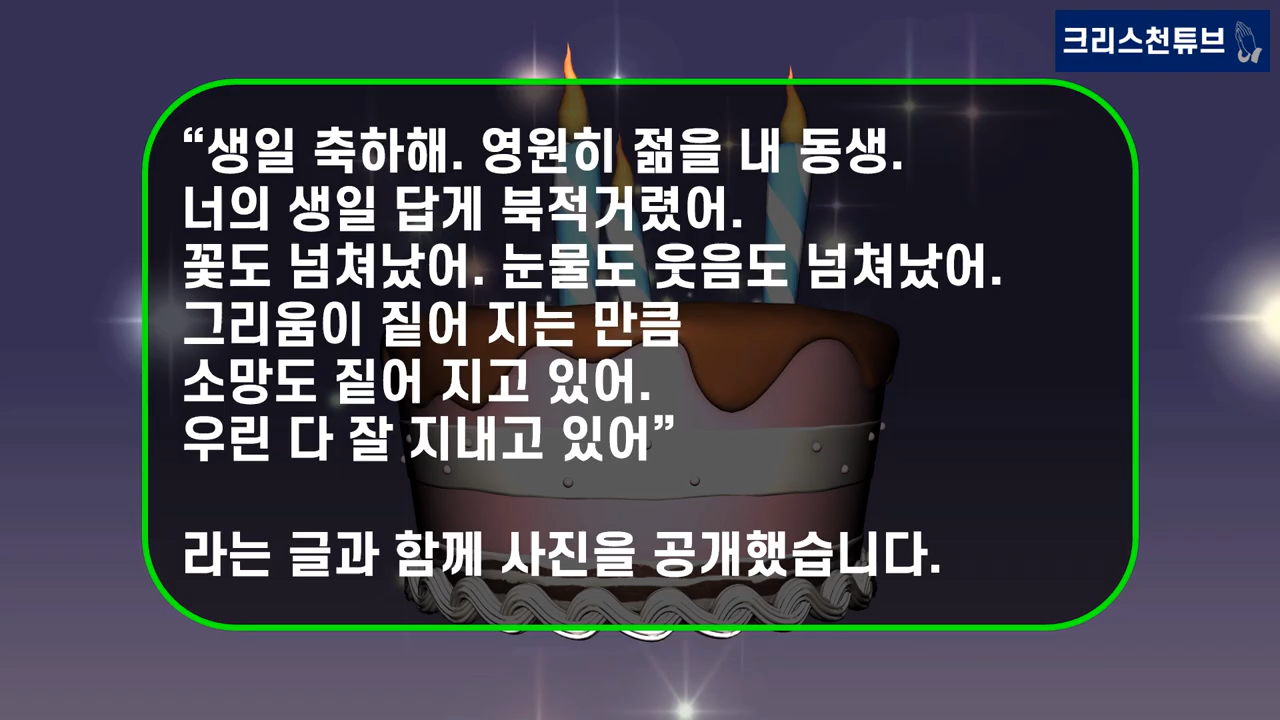 크리스천튜브
“생일 축하해. 영원히 젊을 내 동생.
너의 생일 답게 북적거렸어.
꽃도 넘쳐났어. 눈물도 웃음도 넘쳐났어.
그리움이 짙어 지는 만큼
소망도 짙어 지고 있어.
우린 다 잘 지내고 있어”
라는 글과 함께 사진을 공개했습니다.